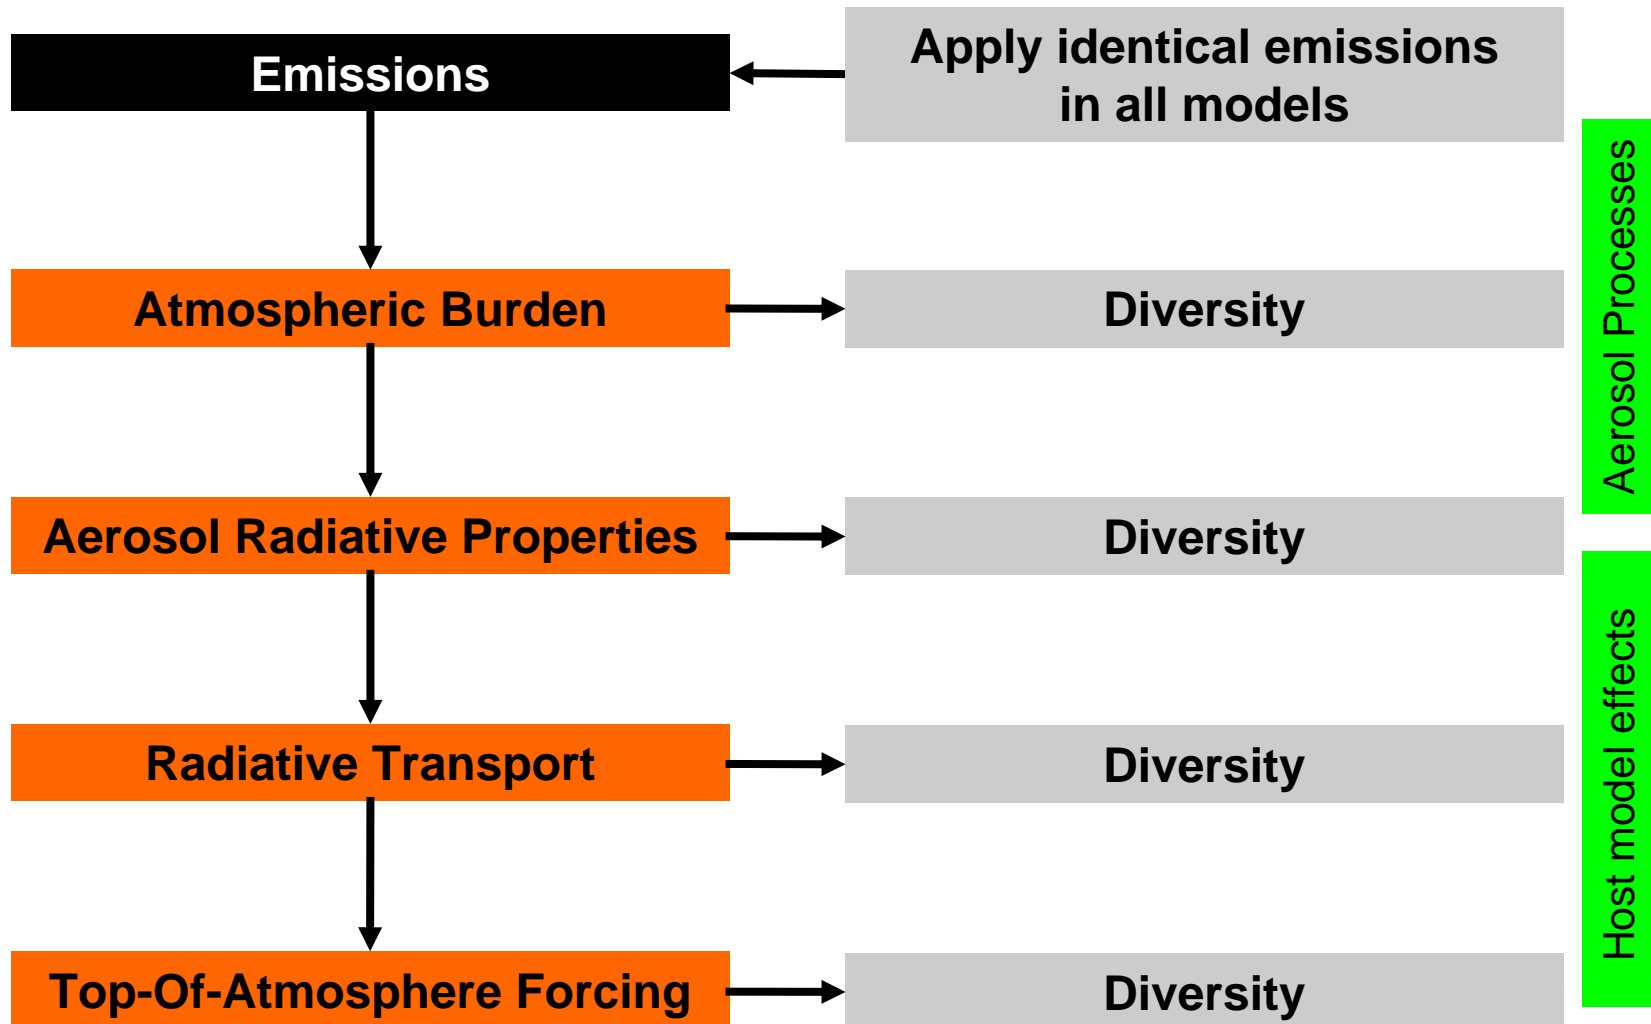 Emissions
Apply identical emissions
in all models
Atmospheric Burden
Diversity
Aerosol Radiative Properties
Diversity
Radiative Transport
Diversity
Top-Of-Atmosphere Forcing
Diversity
Aerosol Processes
Host model effects